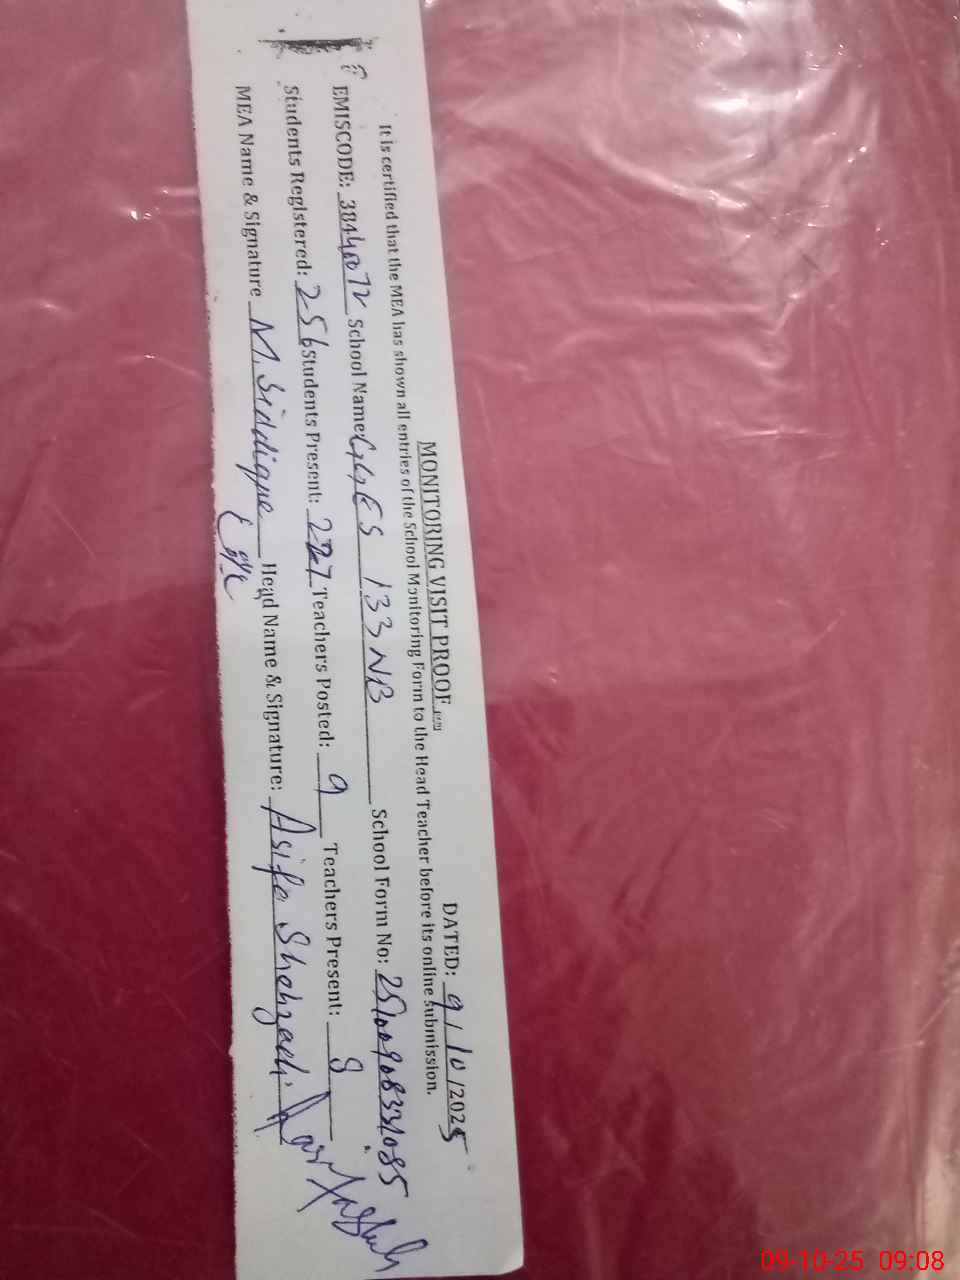 MONITORING VISIT PROOF
DATED: 9/10/2025
It is certified that the MEA has shown all entries of the School Monitoring Form to the Head Teacher before its online submission.
EMISCODE: 38140072 School Name: GGES 133 NB School Form No: 25100908331085
Students Registered: 256 Students Present: 227 Teachers Posted: 9 Teachers Present: 8
MEA Name & Signature M. Siddique Head Name & Signature: Asifa Shehzadi
09-10-25 09:08